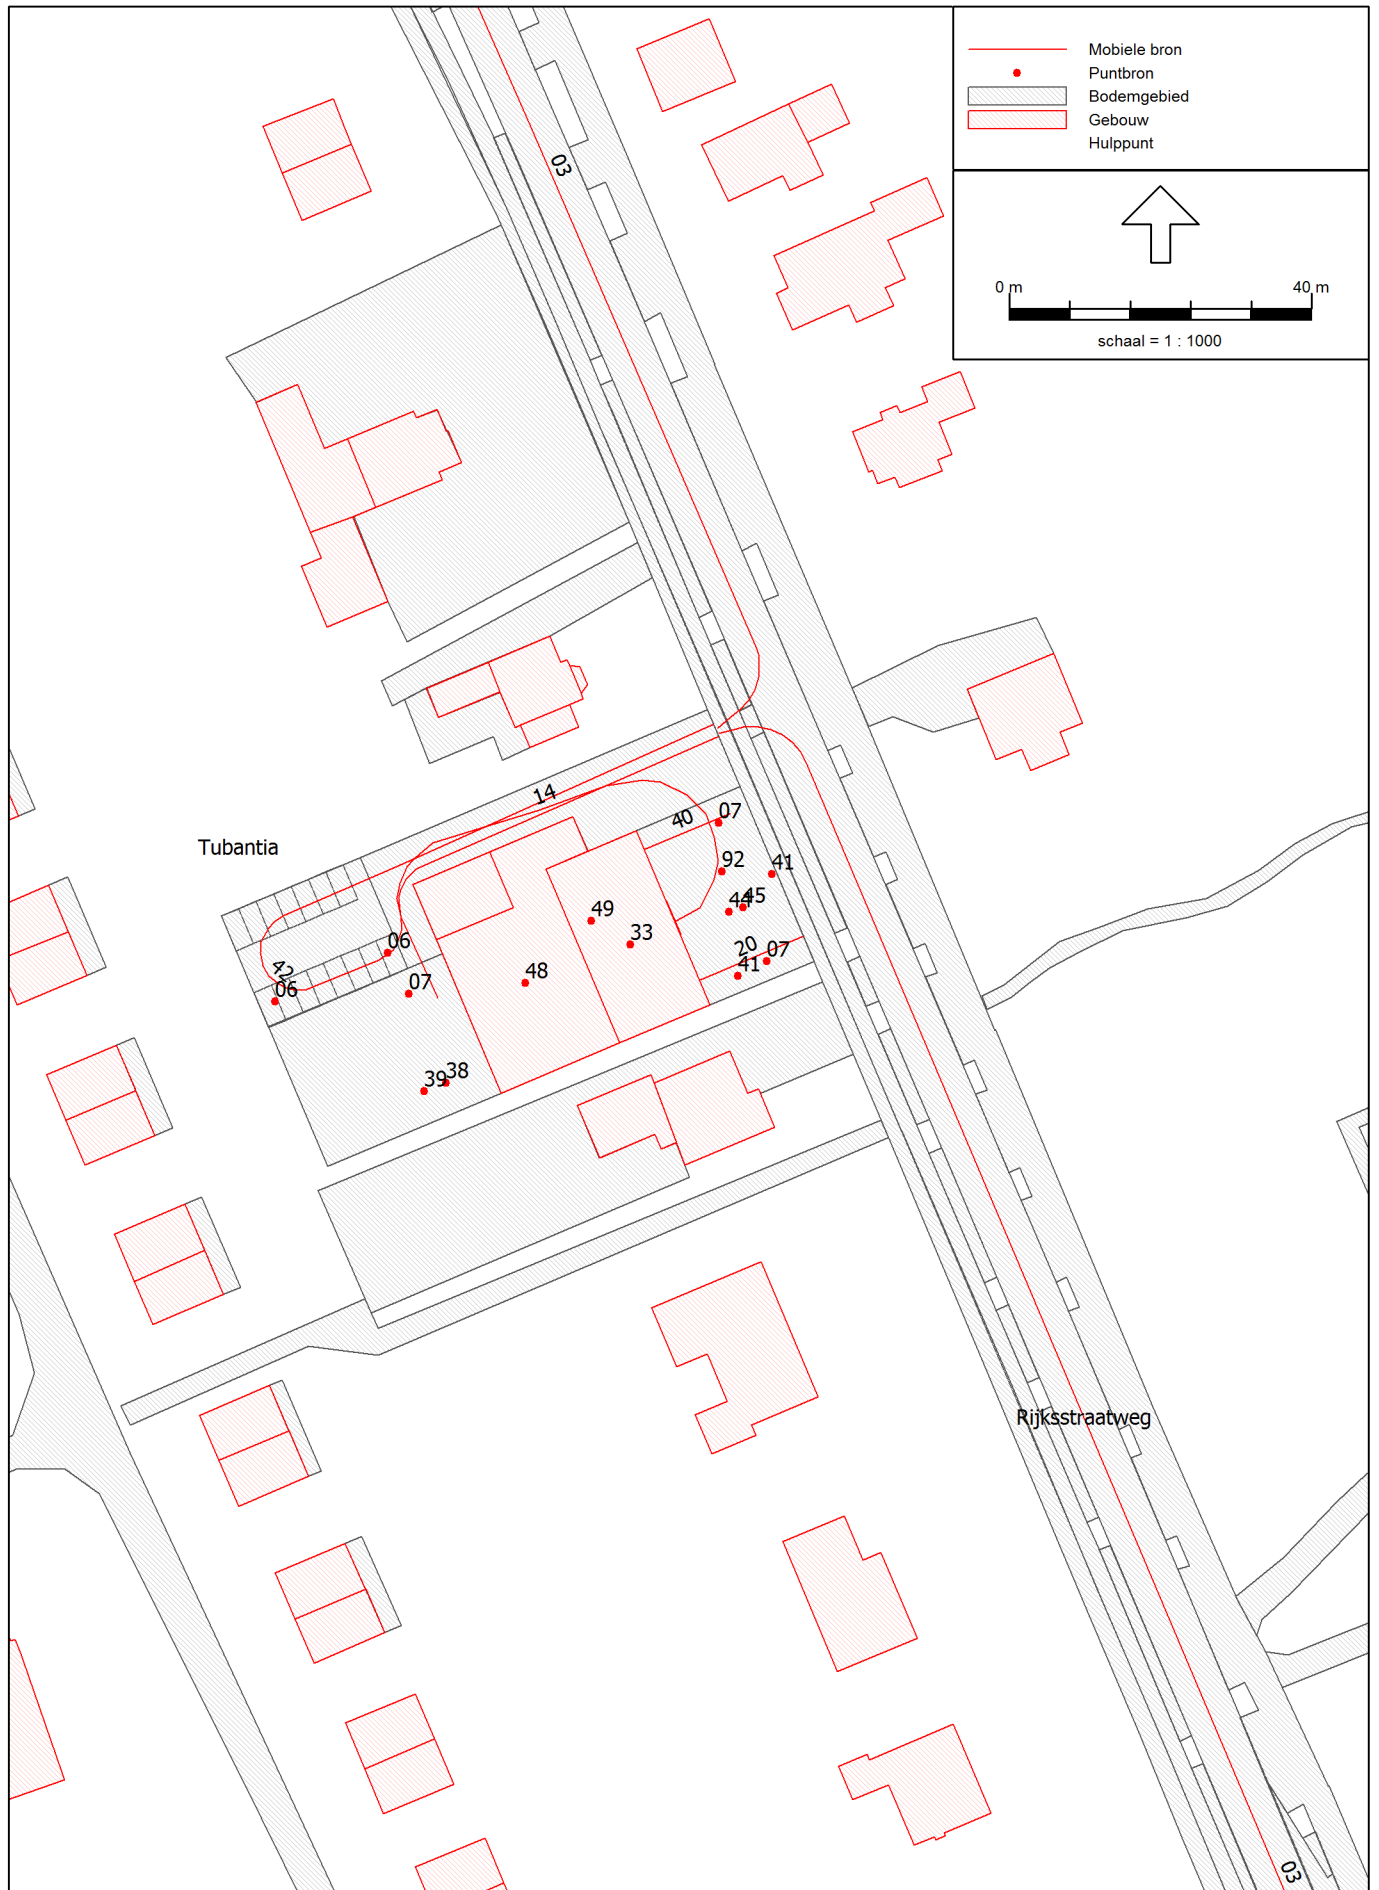 Mobiele bron
Puntbron
Bodemgebied
Gebouw
Hulppunt
0 m 40 m
schaal = 1 : 1000
03
14
40
07
Tubantia
92
41
44
45
49
33
06
20
07
41
42
06
07
48
39
38
Rijksstraatweg
03